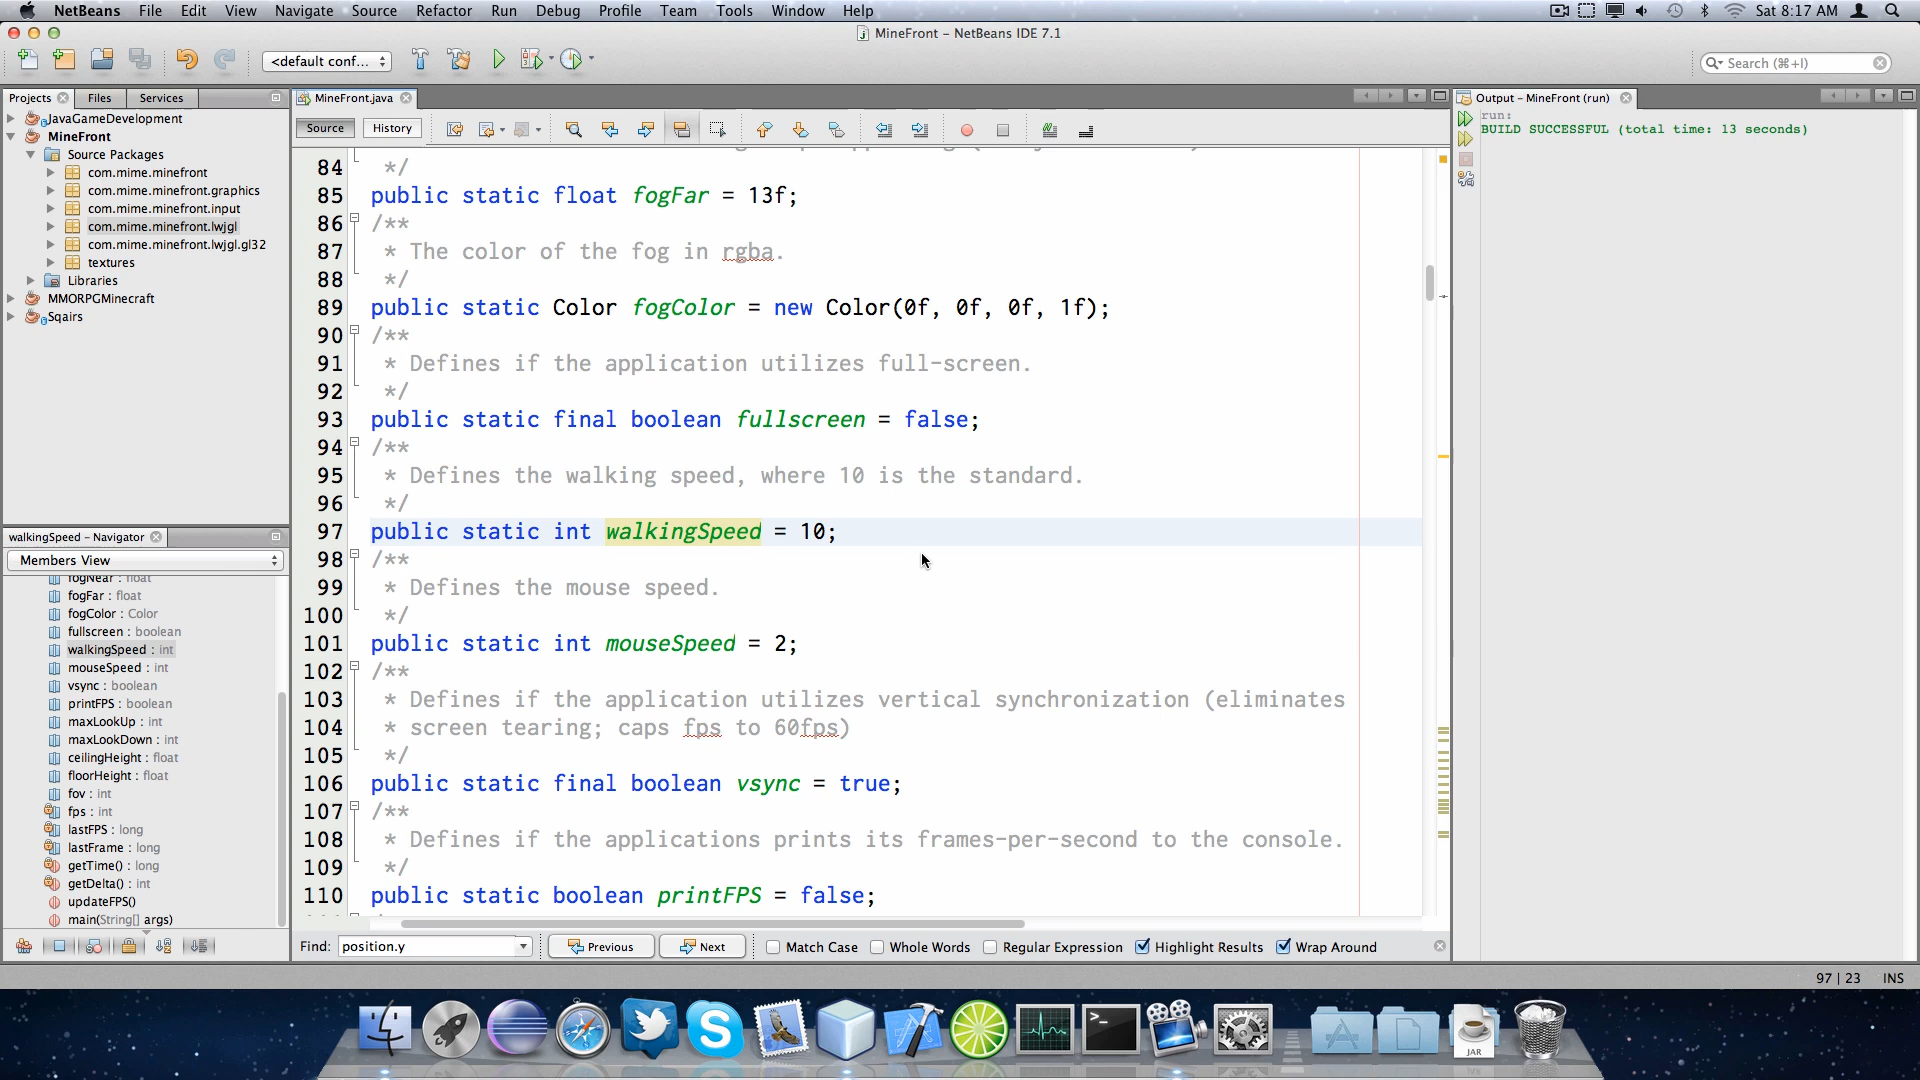 NetBeans File Edit View Navigate Source Refactor Run Debug Profile Team Tools Window Help Sat 8:17 AM
MineFront – NetBeans IDE 7.1
<default conf... Search (⌘+I)
Projects Files Services
JavaGameDevelopment
MineFront
Source Packages
com.mime.minefront
com.mime.minefront.graphics
com.mime.minefront.input
com.mime.minefront.lwjgl
com.mime.minefront.lwjgl.gl32
textures
Libraries
MMORPGMinecraft
Sqairs
walkingSpeed – Navigator
Members View
fogNear : float
fogFar : float
fogColor : Color
fullscreen : boolean
walkingSpeed : int
mouseSpeed : int
vsync : boolean
printFPS : boolean
maxLookUp : int
maxLookDown : int
ceilingHeight : float
floorHeight : float
fov : int
fps : int
lastFPS : long
lastFrame : long
getTime() : long
getDelta() : int
updateFPS()
main(String[] args)
MineFront.java
Source History
84 */
85 public static float fogFar = 13f;
86 /**
87 * The color of the fog in rgba.
88 */
89 public static Color fogColor = new Color(0f, 0f, 0f, 1f);
90 /**
91 * Defines if the application utilizes full-screen.
92 */
93 public static final boolean fullscreen = false;
94 /**
95 * Defines the walking speed, where 10 is the standard.
96 */
97 public static int walkingSpeed = 10;
98 /**
99 * Defines the mouse speed.
100 */
101 public static int mouseSpeed = 2;
102 /**
103 * Defines if the application utilizes vertical synchronization (eliminates
104 * screen tearing; caps fps to 60fps)
105 */
106 public static final boolean vsync = true;
107 /**
108 * Defines if the applications prints its frames-per-second to the console.
109 */
110 public static boolean printFPS = false;
Find: position.y Previous Next Match Case Whole Words Regular Expression Highlight Results Wrap Around
Output – MineFront (run)
run:
BUILD SUCCESSFUL (total time: 13 seconds)
97 | 23 INS
JAR